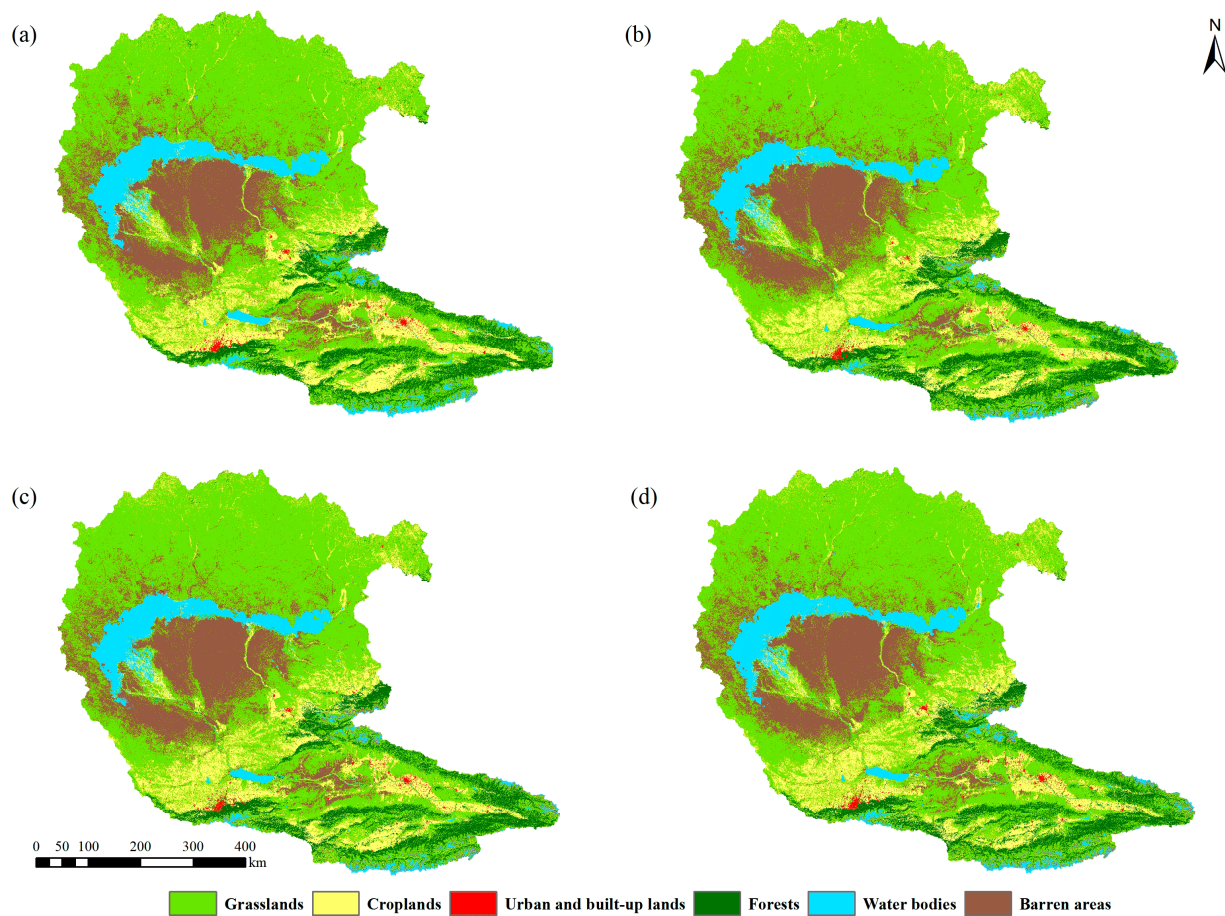 (a)
(b)
N
(c)
(d)
0 50 100 200 300 400
km
Grasslands Croplands Urban and built-up lands Forests Water bodies Barren areas